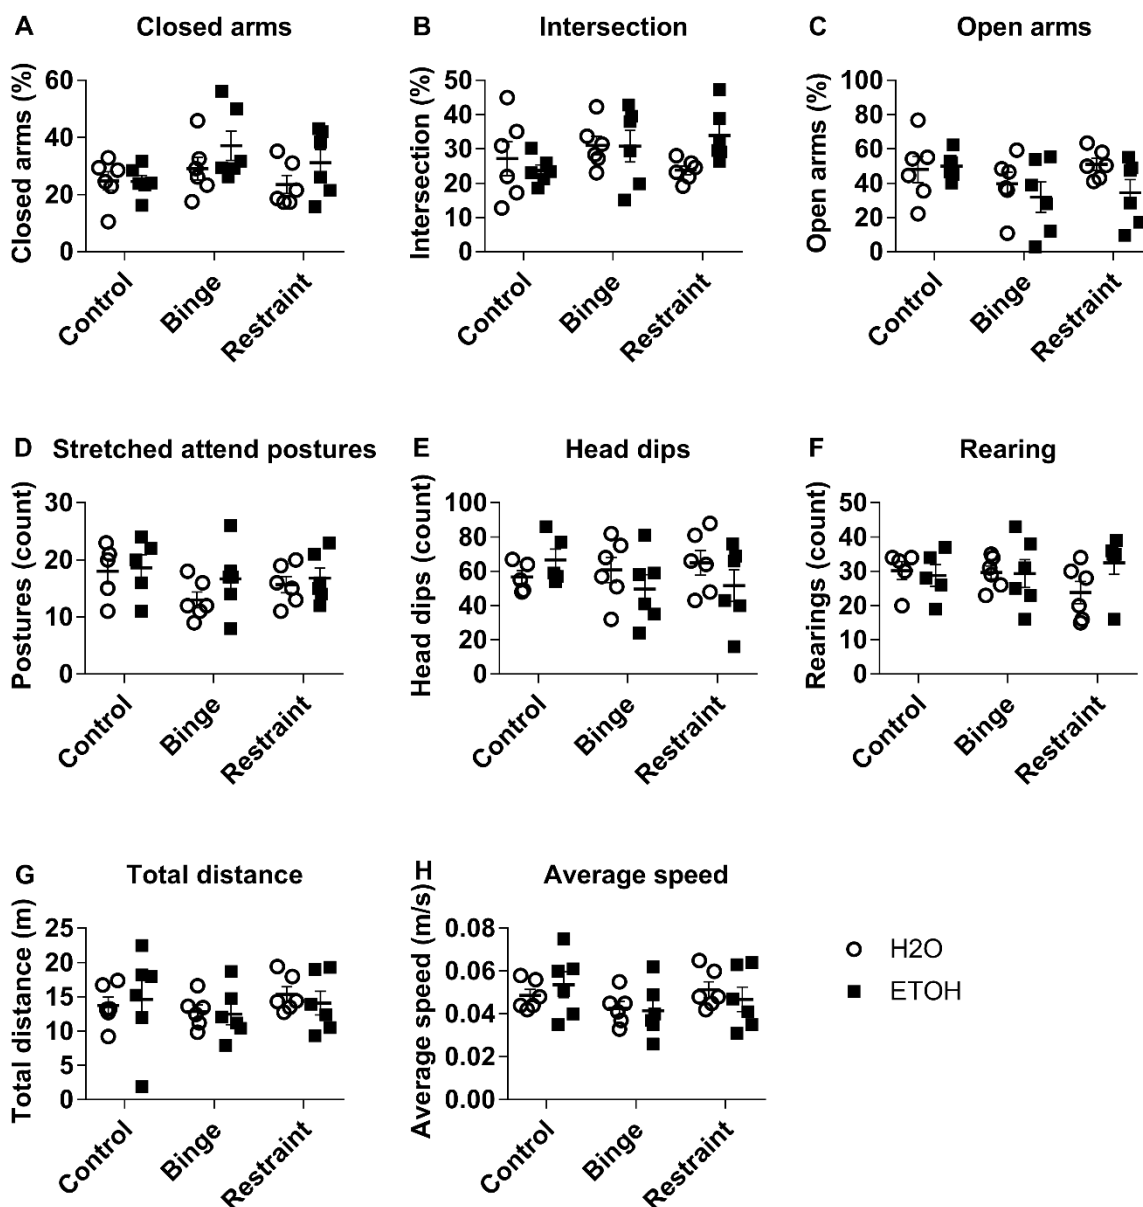 A Closed arms
Closed arms (%)
60
40
20
0
Control
Binge
Restraint
B Intersection
Intersection (%)
50
40
30
20
10
0
Control
Binge
Restraint
C Open arms
Open arms (%)
100
80
60
40
20
0
Control
Binge
Restraint
D Stretched attend postures
Postures (count)
30
20
10
0
Control
Binge
Restraint
E Head dips
Head dips (count)
100
80
60
40
20
0
Control
Binge
Restraint
F Rearing
Rearings (count)
50
40
30
20
10
0
Control
Binge
Restraint
G Total distance
Total distance (m)
25
20
15
10
5
0
Control
Binge
Restraint
H Average speed
Average speed (m/s)
0.08
0.06
0.04
0.02
0.00
Control
Binge
Restraint
H2O
ETOH